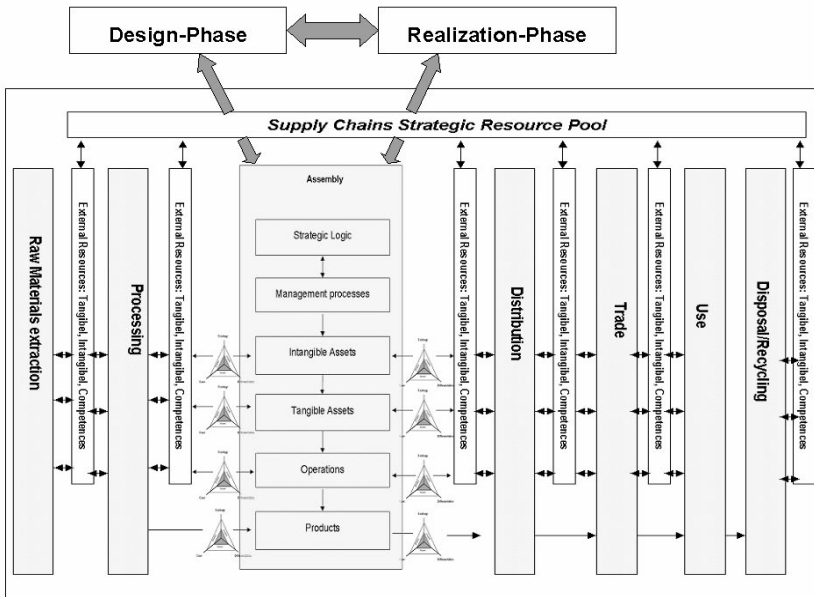 Design-Phase
Realization-Phase
Supply Chains Strategic Resource Pool
Raw Materials extraction
External Resources: Tangibel, Intangibel, Competences
Processing
External Resources: Tangibel, Intangibel, Competences
Assembly
Strategic Logic
Management processes
Intangible Assets
Tangible Assets
Operations
Products
External Resources: Tangibel, Intangibel, Competences
Distribution
External Resources: Tangibel, Intangibel, Competences
Trade
External Resources: Tangibel, Intangibel, Competences
Use
Disposal/Recycling
External Resources: Tangibel, Intangibel, Competences